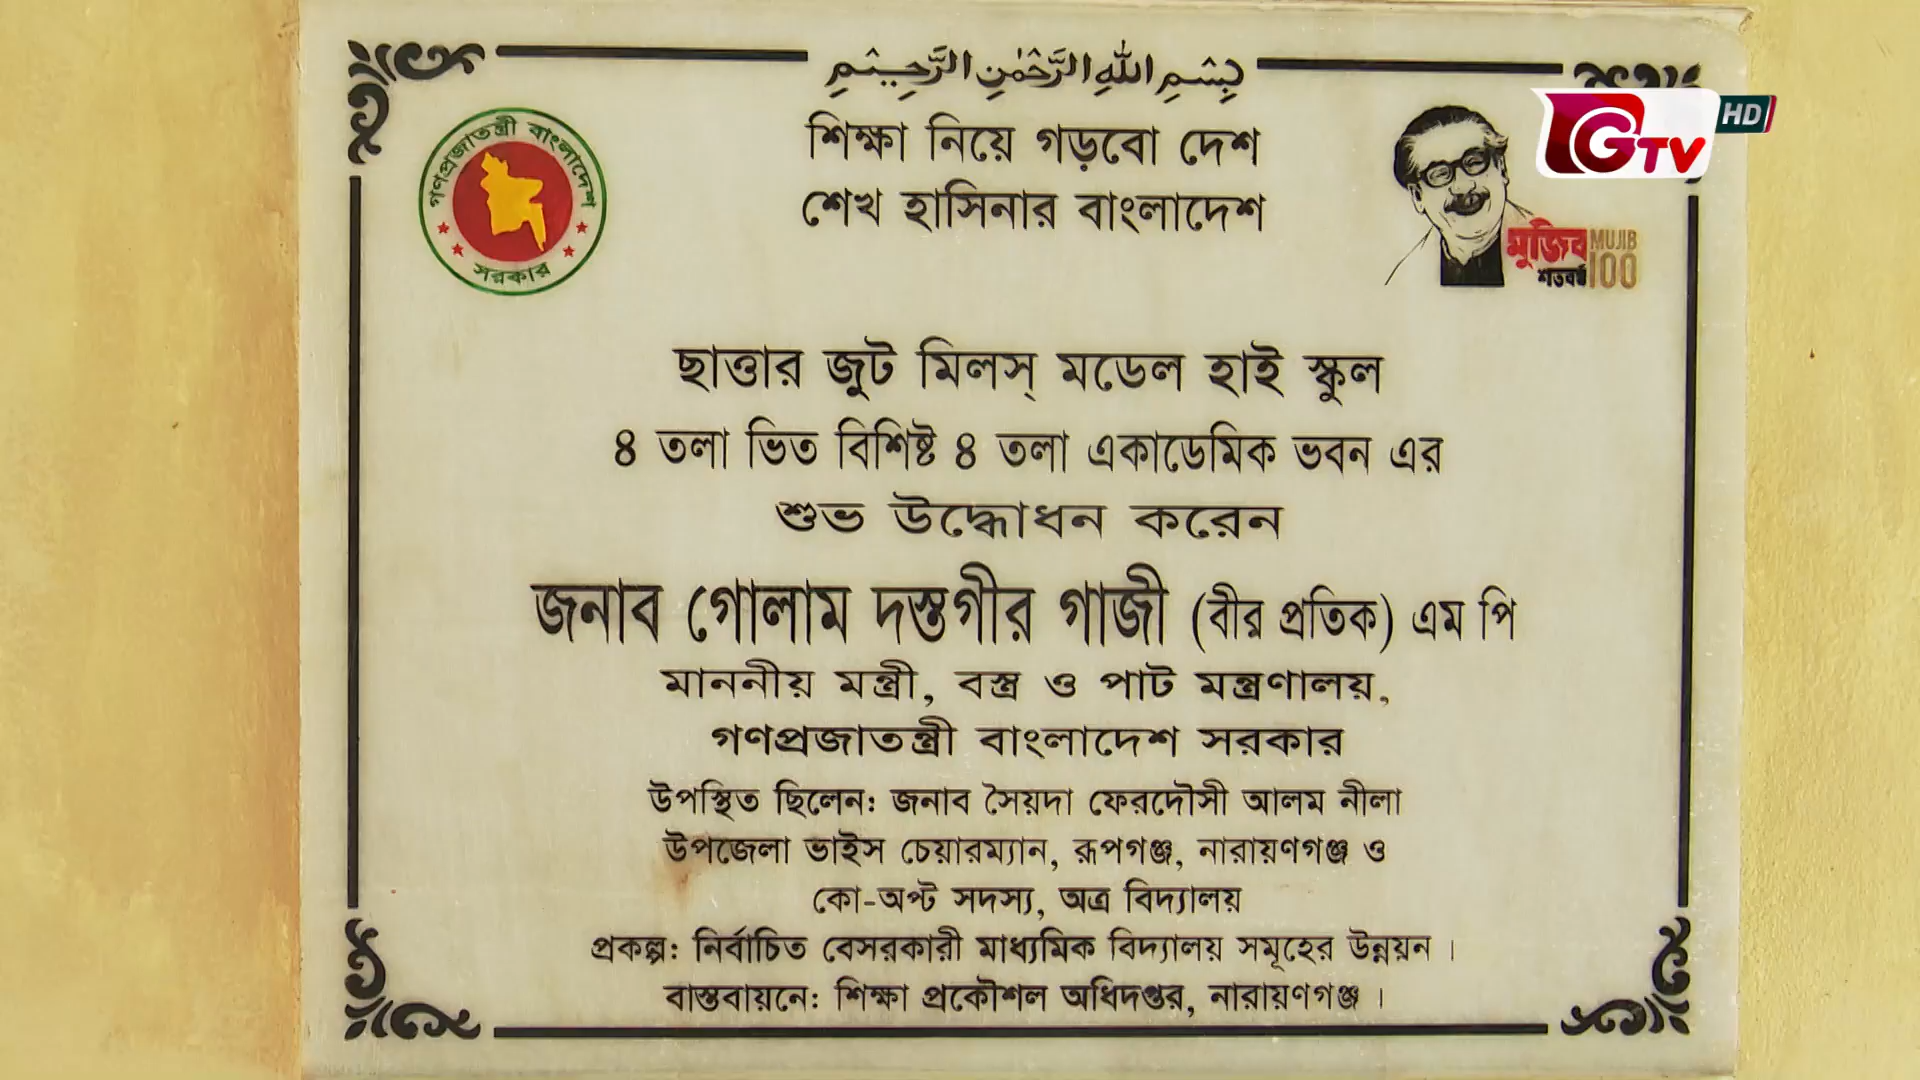 بِسْمِ اللهِ الرَّحْمٰنِ الرَّحِيْمِ
শিক্ষা নিয়ে গড়বো দেশ
শেখ হাসিনার বাংলাদেশ
গণপ্রজাতন্ত্রী বাংলাদেশ
সরকার
GTV HD
মুজিব MUJIB
শতবর্ষ 100
ছাত্তার জুট মিলস্ মডেল হাই স্কুল
৪ তলা ভিত বিশিষ্ট ৪ তলা একাডেমিক ভবন এর
শুভ উদ্ধোধন করেন
জনাব গোলাম দস্তগীর গাজী (বীর প্রতিক) এম পি
মাননীয় মন্ত্রী, বস্ত্র ও পাট মন্ত্রণালয়,
গণপ্রজাতন্ত্রী বাংলাদেশ সরকার
উপস্থিত ছিলেন: জনাব সৈয়দা ফেরদৌসী আলম নীলা
উপজেলা ভাইস চেয়ারম্যান, রূপগঞ্জ, নারায়ণগঞ্জ ও
কো-অপ্ট সদস্য, অত্র বিদ্যালয়
প্রকল্প: নির্বাচিত বেসরকারী মাধ্যমিক বিদ্যালয় সমূহের উন্নয়ন ।
বাস্তবায়নে: শিক্ষা প্রকৌশল অধিদপ্তর, নারায়ণগঞ্জ ।